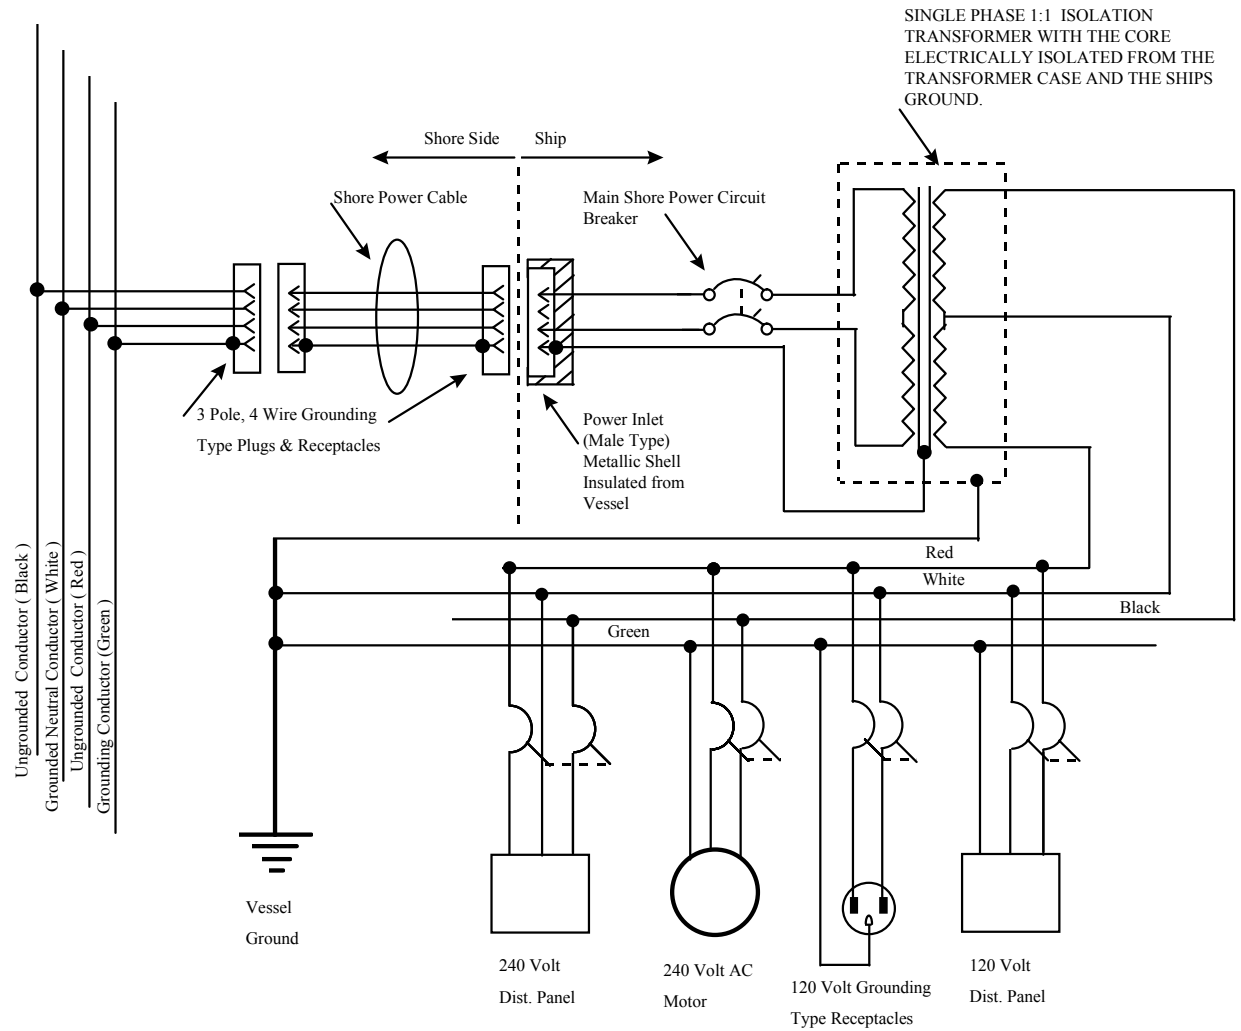 SINGLE PHASE 1:1 ISOLATION
TRANSFORMER WITH THE CORE
ELECTRICALLY ISOLATED FROM THE
TRANSFORMER CASE AND THE SHIPS
GROUND.
Shore Side
Ship
Shore Power Cable
Main Shore Power Circuit
Breaker
3 Pole, 4 Wire Grounding
Type Plugs & Receptacles
Power Inlet
(Male Type)
Metallic Shell
Insulated from
Vessel
Ungrounded Conductor ( Black )
Grounded Neutral Conductor ( White )
Ungrounded Conductor ( Red )
Grounding Conductor (Green )
Red
White
Black
Green
Vessel
Ground
240 Volt
Dist. Panel
240 Volt AC
Motor
120 Volt Grounding
Type Receptacles
120 Volt
Dist. Panel